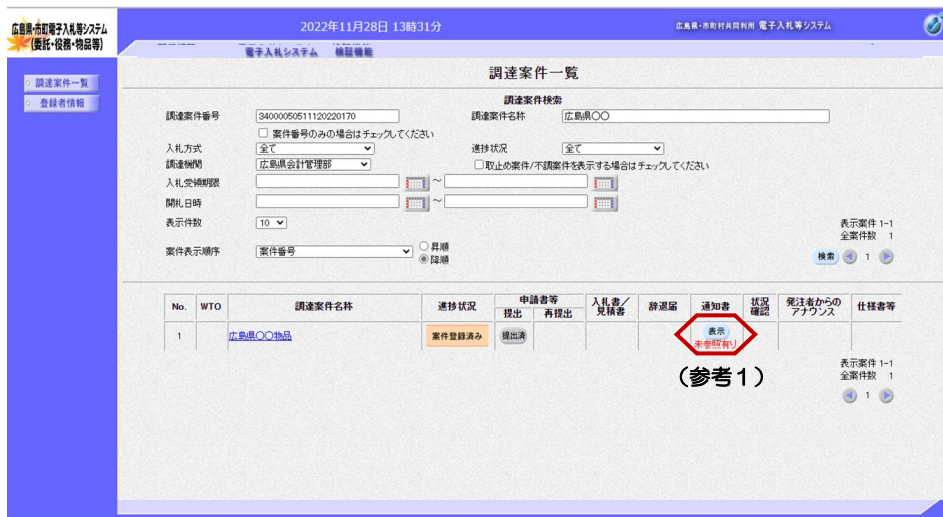 広島県・市町電子入札等システム
(委託・役務・物品等)
2022年11月28日 13時31分
広島県・市町村共同利用 電子入札等システム
電子入札システム 検証機能
調達案件一覧
登録者情報
調達案件一覧
調達案件検索
調達案件番号 34000050511120220170 調達案件名称 広島県〇〇
案件番号のみの場合はチェックしてください
入札方式 全て 進捗状況 全て
調達機関 広島県会計管理部 取止め案件/不調案件を表示する場合はチェックしてください
入札受領期限 ~
開札日時 ~
表示件数 10
表示案件 1-1
全案件数 1
案件表示順序 案件番号 昇順
降順
検索 1
No. WTO 調達案件名称 進捗状況 申請書等 提出 再提出 入札書/見積書 辞退届 通知書 状況確認 発注者からのアナウンス 仕様書等
1 広島県〇〇物品 案件登録済み 提出済 表示
未参照有り
(参考1)
表示案件 1-1
全案件数 1
1